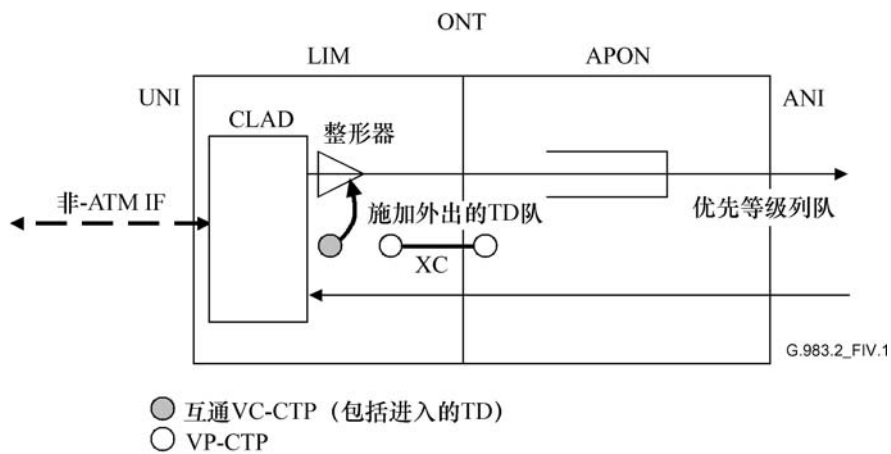 ONT
LIM
APON
UNI
ANI
CLAD
整形器
非-ATM IF
施加外出的TD队
优先等级列队
XC
G.983.2_FIV.1
互通VC-CTP（包括进入的TD）
VP-CTP